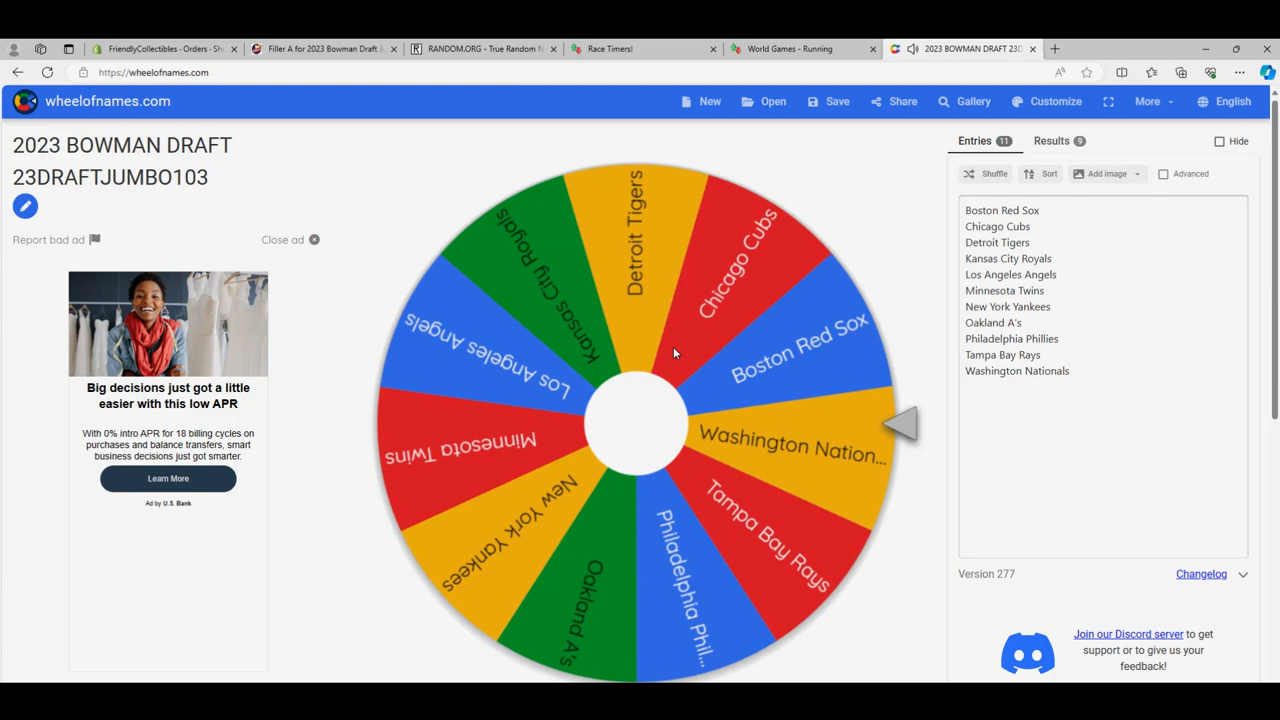 FriendlyCollectibles - Orders - Sh
Filler A for 2023 Bowman Draft Ju
RANDOM.ORG - True Random N
Race Timers!
World Games - Running
2023 BOWMAN DRAFT 23D
https://wheelofnames.com
wheelofnames.com
New
Open
Save
Share
Gallery
Customize
More
English
2023 BOWMAN DRAFT
23DRAFTJUMBO103
Report bad ad
Close ad
Big decisions just got a little
easier with this low APR
With 0% intro APR for 18 billing cycles on
purchases and balance transfers, smart
business decisions just got smarter.
Learn More
Ad by U.S. Bank
Detroit Tigers
Chicago Cubs
Boston Red Sox
Washington Nation...
Tampa Bay Rays
Philadelphia Phil...
Oakland A's
New York Yankees
Minnesota Twins
Los Angeles Angels
Kansas City Royals
Entries 11
Results 9
Hide
Shuffle
Sort
Add image
Advanced
Boston Red Sox
Chicago Cubs
Detroit Tigers
Kansas City Royals
Los Angeles Angels
Minnesota Twins
New York Yankees
Oakland A's
Philadelphia Phillies
Tampa Bay Rays
Washington Nationals
Version 277
Changelog
Join our Discord server to get
support or to give us your
feedback!